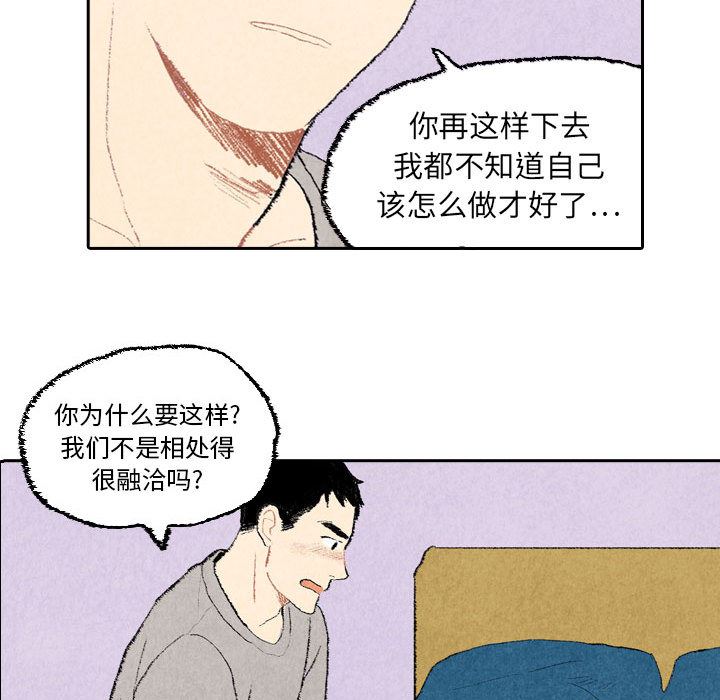 你再这样下去
我都不知道自己
该怎么做才好了...
你为什么要这样?
我们不是相处得
很融洽吗?